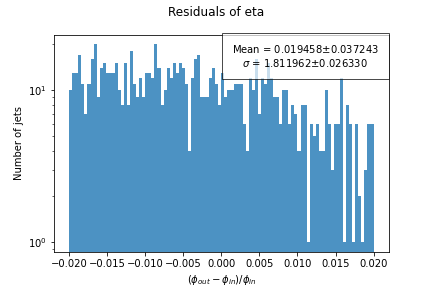 Residuals of eta
Mean = 0.019458±0.037243
σ = 1.811962±0.026330
Number of jets
10¹
10⁰
−0.020 −0.015 −0.010 −0.005 0.000 0.005 0.010 0.015 0.020
(ϕout − ϕin)/ϕin